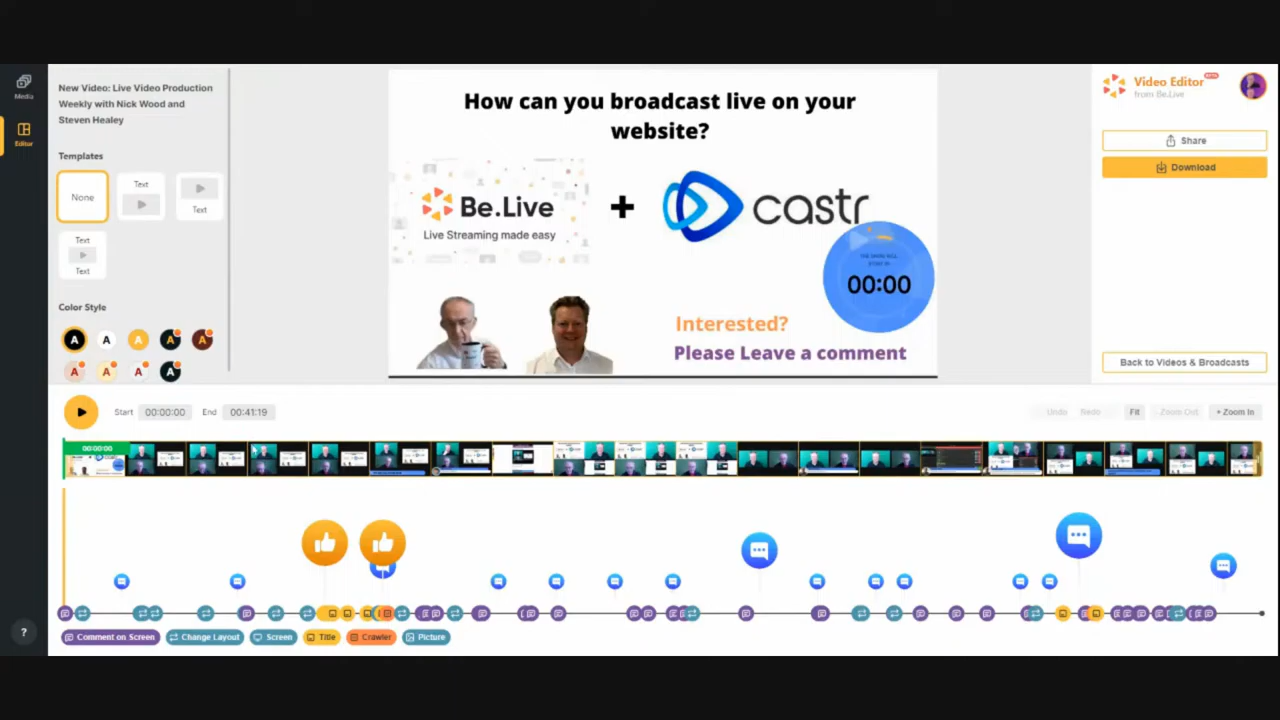 Media
Editor
New Video: Live Video Production
Weekly with Nick Wood and
Steven Healey
Templates
None
Text
Text
Text
Text
Color Style
A A A A A
A A A A
How can you broadcast live on your
website?
Be.Live
Live Streaming made easy
+
castr
00:00
Interested?
Please Leave a comment
Video Editor BETA
from Be.Live
Share
Download
Back to Videos & Broadcasts
Start 00:00:00 End 00:41:19
Undo Redo Fit - Zoom Out + Zoom In
00:00:00
Comment on Screen Change Layout Screen Title Crawler Picture
?